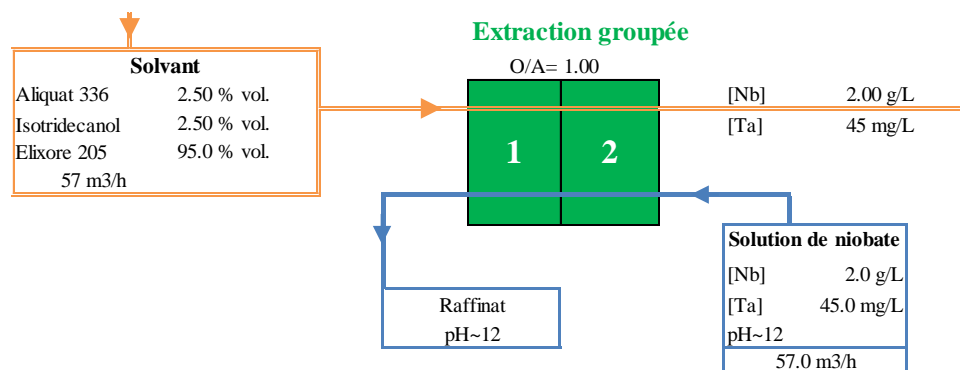 Extraction groupée
O/A= 1.00
Solvant
Aliquat 336 2.50 % vol.
Isotridecanol 2.50 % vol.
Elixore 205 95.0 % vol.
57 m3/h
1 2
[Nb] 2.00 g/L
[Ta] 45 mg/L
Solution de niobate
[Nb] 2.0 g/L
[Ta] 45.0 mg/L
pH~12
57.0 m3/h
Raffinat
pH~12